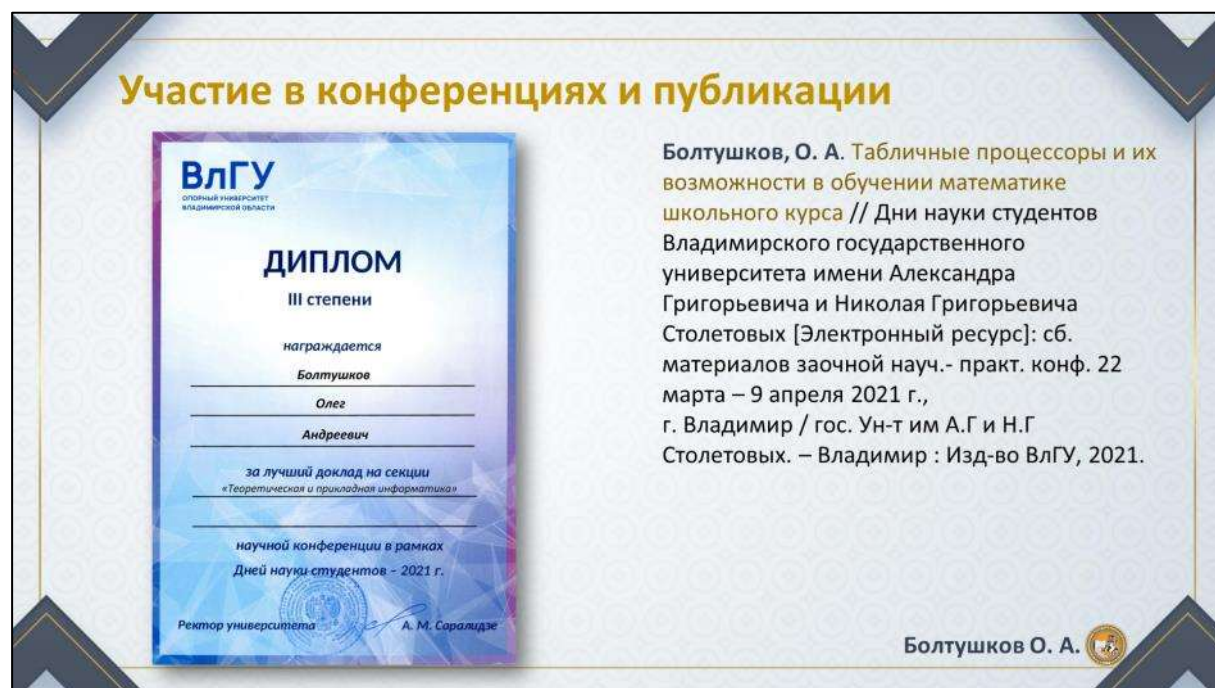 Участие в конференциях и публикации
ВлГУ
ОПОРНЫЙ УНИВЕРСИТЕТ
ВЛАДИМИРСКОЙ ОБЛАСТИ
ДИПЛОМ
III степени
награждается
Болтушков
Олег
Андреевич
за лучший доклад на секции
«Теоретическая и прикладная информатика»
научной конференции в рамках
Дней науки студентов – 2021 г.
Ректор университета А. М. Саралидзе
Болтушков, О. А. Табличные процессоры и их
возможности в обучении математике
школьного курса // Дни науки студентов
Владимирского государственного
университета имени Александра
Григорьевича и Николая Григорьевича
Столетовых [Электронный ресурс]: сб.
материалов заочной науч.- практ. конф. 22
марта – 9 апреля 2021 г.,
г. Владимир / гос. Ун-т им А.Г и Н.Г
Столетовых. – Владимир : Изд-во ВлГУ, 2021.
Болтушков О. А.